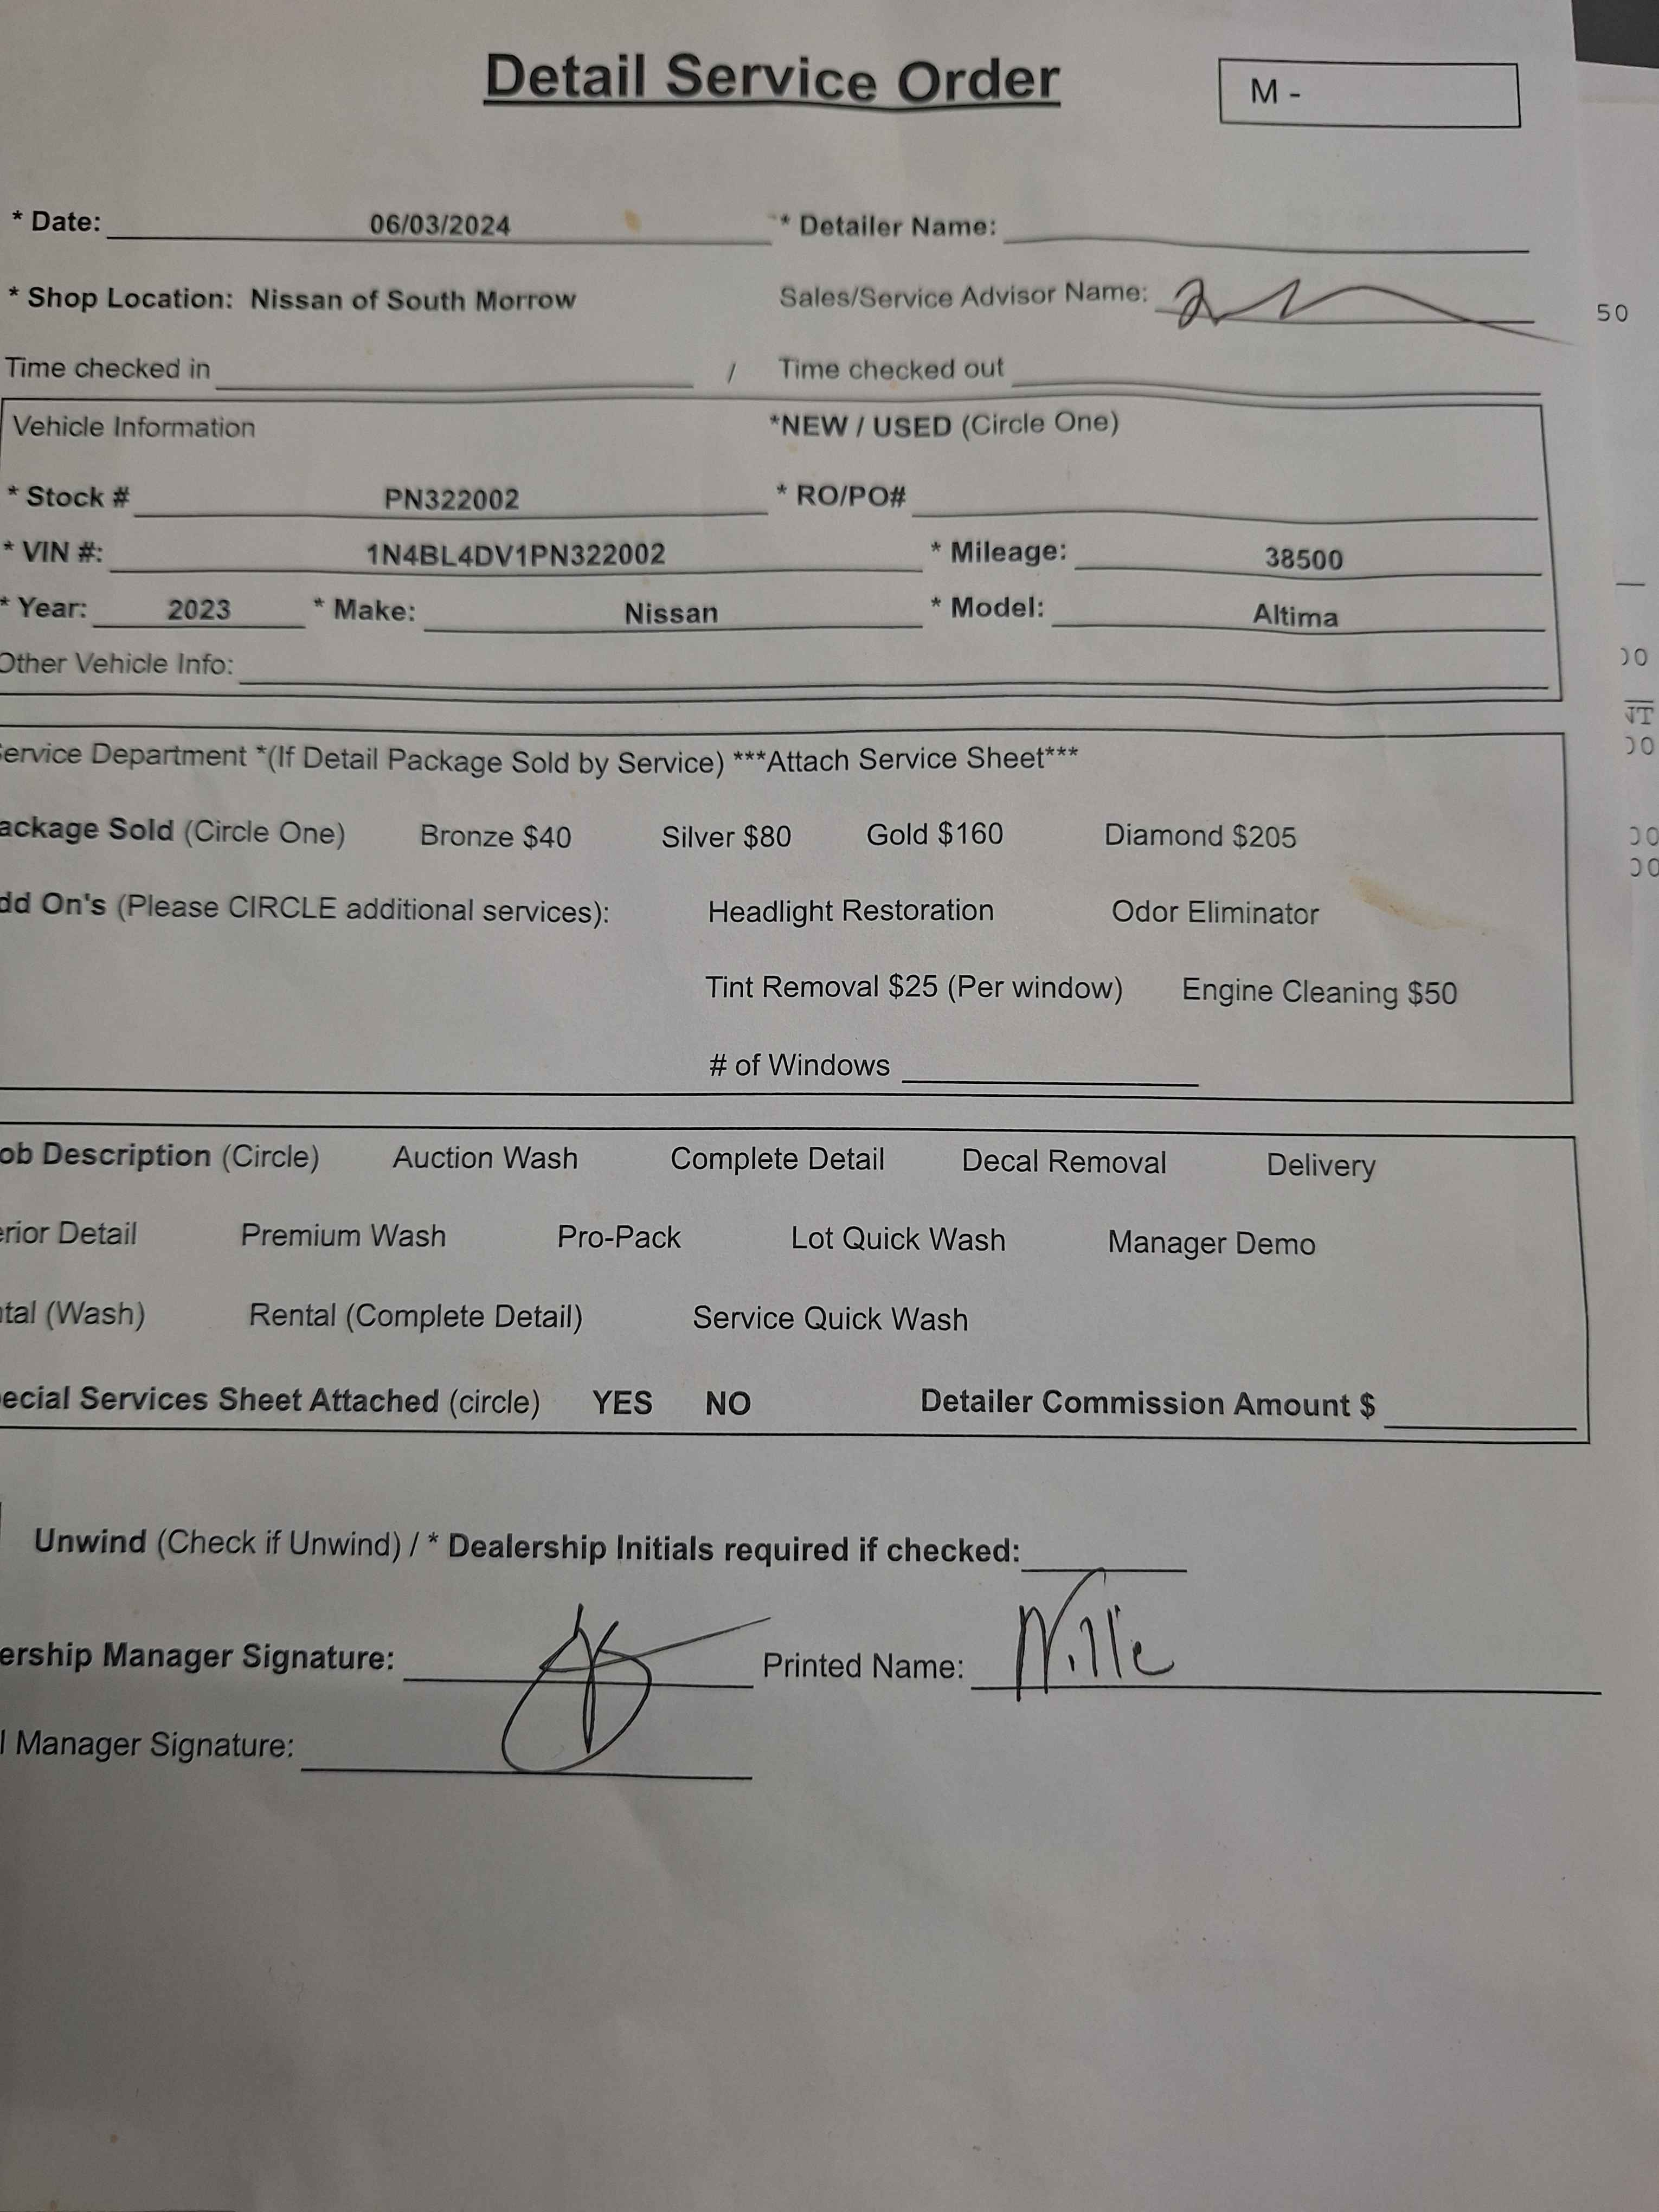 Detail Service Order
M -
* Date: 06/03/2024 * Detailer Name:
* Shop Location: Nissan of South Morrow Sales/Service Advisor Name:
50
Time checked in / Time checked out
Vehicle Information *NEW / USED (Circle One)
* Stock # PN322002 * RO/PO#
* VIN #: 1N4BL4DV1PN322002 * Mileage: 38500
* Year: 2023 * Make: Nissan * Model: Altima
Other Vehicle Info:
ervice Department *(If Detail Package Sold by Service) ***Attach Service Sheet***
ackage Sold (Circle One) Bronze $40 Silver $80 Gold $160 Diamond $205
dd On's (Please CIRCLE additional services): Headlight Restoration Odor Eliminator
Tint Removal $25 (Per window) Engine Cleaning $50
# of Windows
ob Description (Circle) Auction Wash Complete Detail Decal Removal Delivery
erior Detail Premium Wash Pro-Pack Lot Quick Wash Manager Demo
tal (Wash) Rental (Complete Detail) Service Quick Wash
ecial Services Sheet Attached (circle) YES NO Detailer Commission Amount $
Unwind (Check if Unwind) / * Dealership Initials required if checked:
ership Manager Signature: Printed Name: Willie
l Manager Signature: